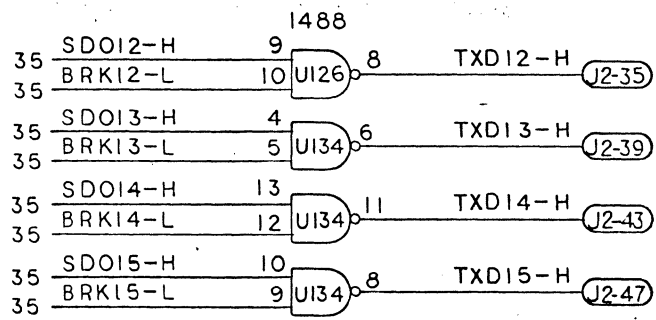 1488
35 SDO12-H 9
35 BRK12-L 10 U126 8 TXD12-H J2-35
35 SDO13-H 4
35 BRK13-L 5 U134 6 TXD13-H J2-39
35 SDO14-H 13
35 BRK14-L 12 U134 11 TXD14-H J2-43
35 SDO15-H 10
35 BRK15-L 9 U134 8 TXD15-H J2-47